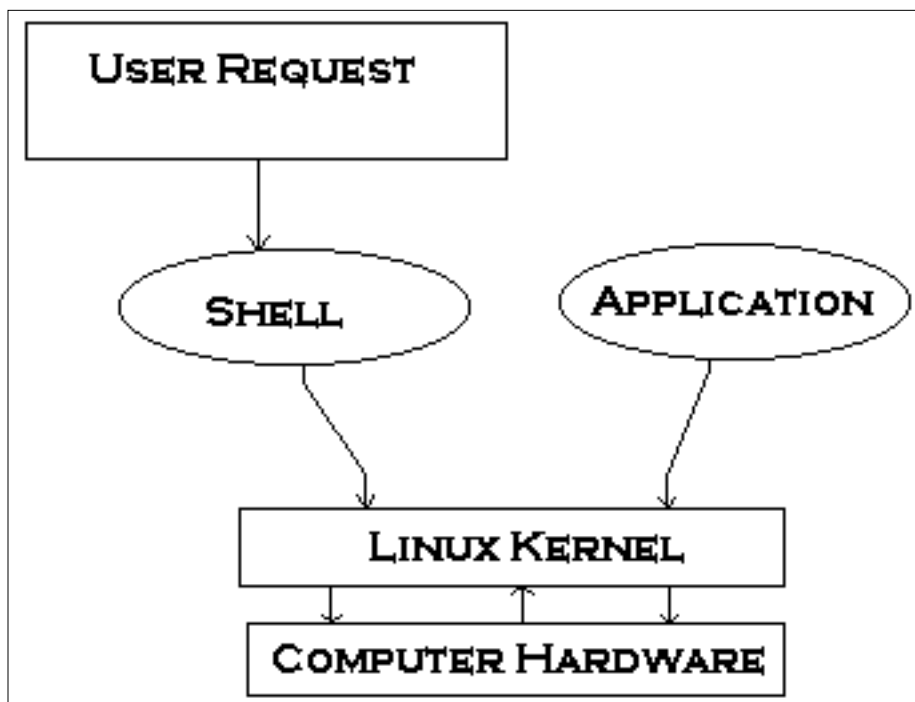 User Request
Shell
Application
Linux Kernel
Computer Hardware